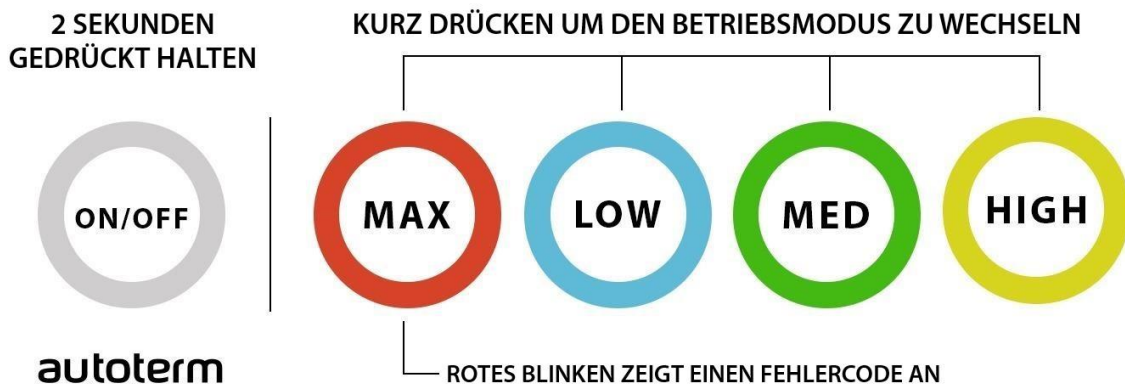 2 SEKUNDEN
GEDRÜCKT HALTEN
KURZ DRÜCKEN UM DEN BETRIEBSMODUS ZU WECHSELN
ON/OFF
MAX
LOW
MED
HIGH
autoterm
ROTES BLINKEN ZEIGT EINEN FEHLERCODE AN